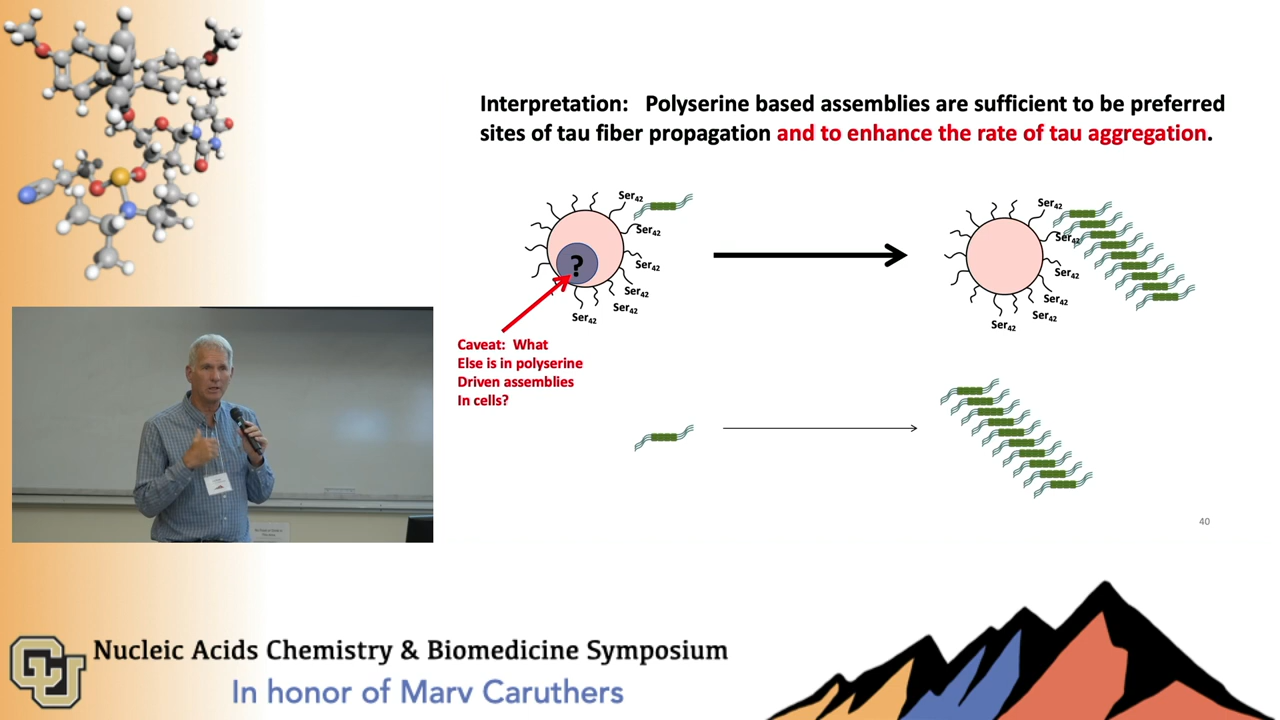 Interpretation: Polyserine based assemblies are sufficient to be preferred
sites of tau fiber propagation and to enhance the rate of tau aggregation.
Ser42
Ser42
Ser42
Ser42
Ser42
Ser42
?
Ser42
Ser42
Ser42
Ser42
Ser42
Ser42
Caveat: What
Else is in polyserine
Driven assemblies
In cells?
40
CU
Nucleic Acids Chemistry & Biomedicine Symposium
In honor of Marv Caruthers